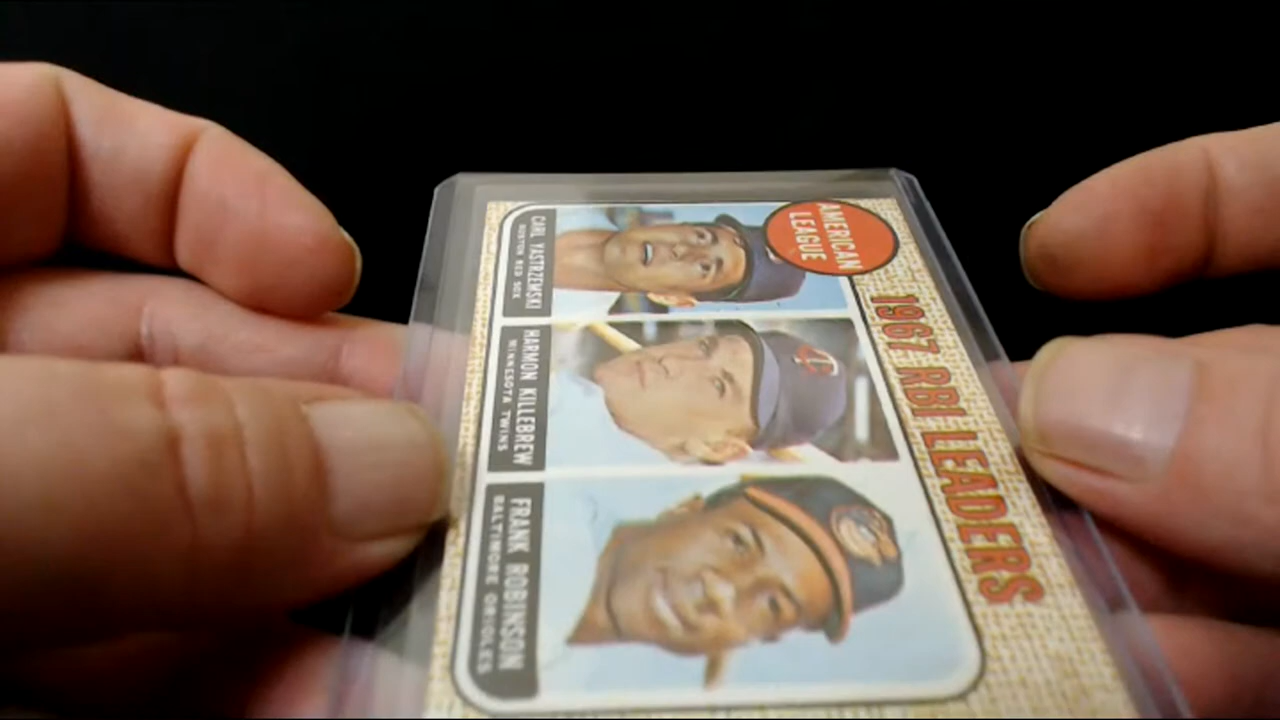 AMERICAN
LEAGUE
1967 RBI LEADERS
CARL YASTRZEMSKI
BOSTON RED SOX
HARMON KILLEBREW
MINNESOTA TWINS
FRANK ROBINSON
BALTIMORE ORIOLES